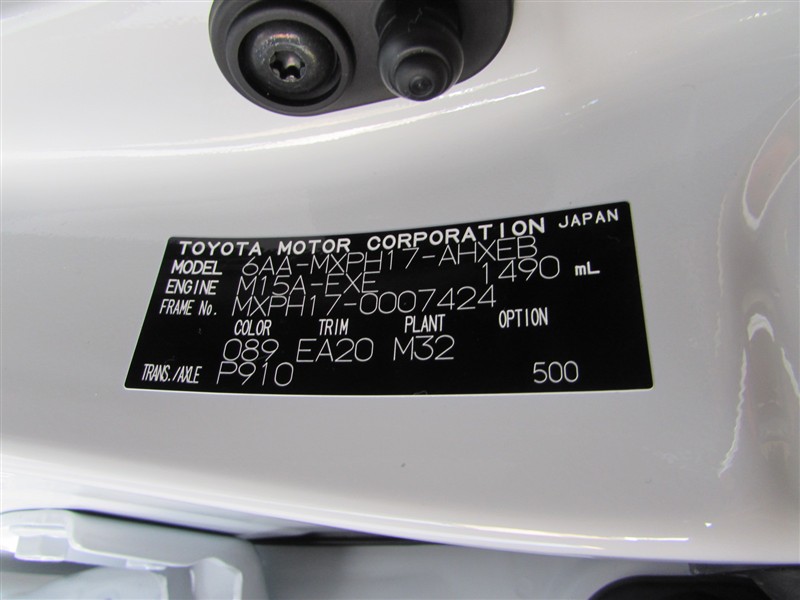 TOYOTA MOTOR CORPORATION JAPAN
MODEL 6AA-MXPH17-AHXEB
ENGINE M15A-EXE 1490 mL
FRAME No. MXPH17-0007424
COLOR TRIM PLANT OPTION
089 EA20 M32
TRANS./AXLE P910 500